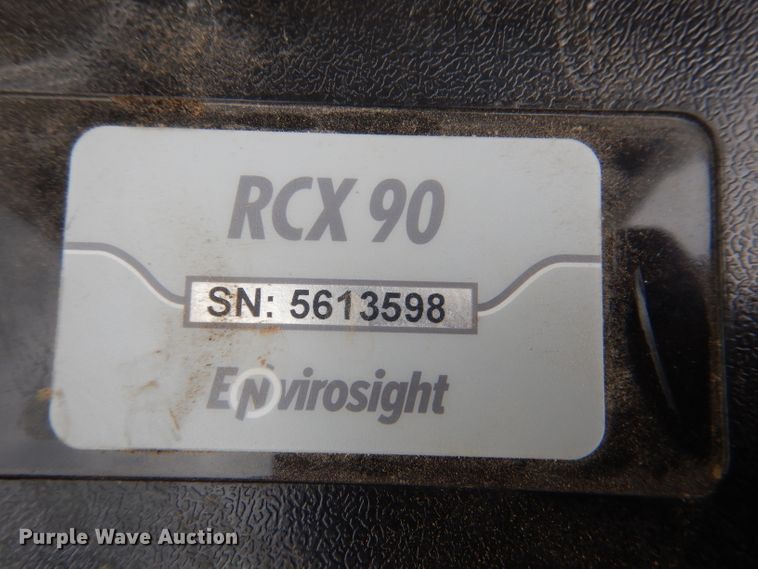 RCX 90
SN: 5613598
Envirosight
Purple Wave Auction